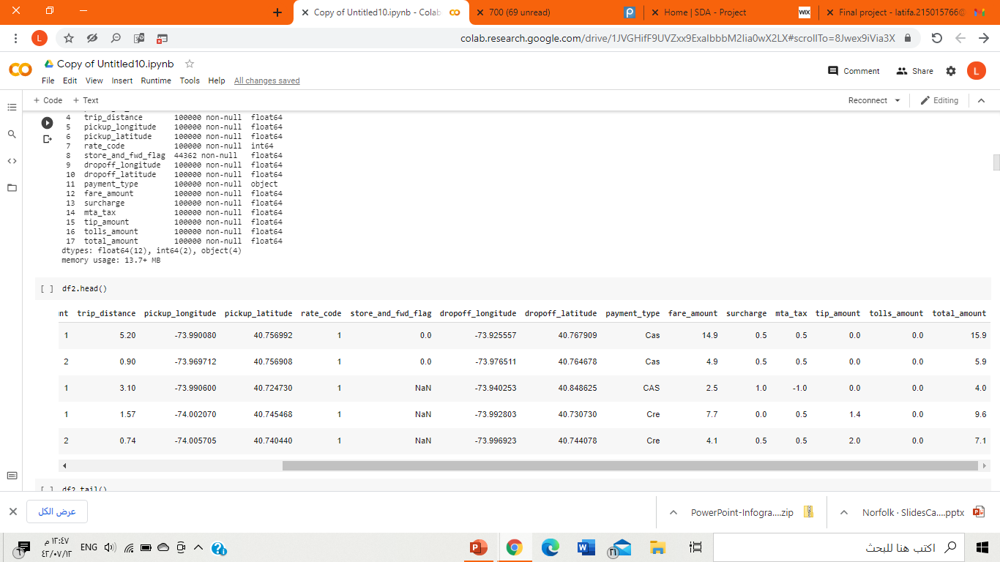 Copy of Untitled10.ipynb - Colab
700 (69 unread)
Home | SDA - Project
WiX
Final project - latifa.215015766@
L
colab.research.google.com/drive/1JVGHifF9UVZxx9ExaIbbbM2Iia0wX2LX#scrollTo=8Jwex9iVia3X
Copy of Untitled10.ipynb
File Edit View Insert Runtime Tools Help All changes saved
Comment Share L
+ Code + Text
Reconnect Editing
4 trip_distance 100000 non-null float64
5 pickup_longitude 100000 non-null float64
6 pickup_latitude 100000 non-null float64
7 rate_code 100000 non-null int64
8 store_and_fwd_flag 44362 non-null float64
9 dropoff_longitude 100000 non-null float64
10 dropoff_latitude 100000 non-null float64
11 payment_type 100000 non-null object
12 fare_amount 100000 non-null float64
13 surcharge 100000 non-null float64
14 mta_tax 100000 non-null float64
15 tip_amount 100000 non-null float64
16 tolls_amount 100000 non-null float64
17 total_amount 100000 non-null float64
dtypes: float64(12), int64(2), object(4)
memory usage: 13.7+ MB
[ ] df2.head()
nt trip_distance pickup_longitude pickup_latitude rate_code store_and_fwd_flag dropoff_longitude dropoff_latitude payment_type fare_amount surcharge mta_tax tip_amount tolls_amount total_amount
1 5.20 -73.990080 40.756992 1 0.0 -73.925557 40.767909 Cas 14.9 0.5 0.5 0.0 0.0 15.9
2 0.90 -73.969712 40.756908 1 0.0 -73.976511 40.764678 Cas 4.9 0.5 0.5 0.0 0.0 5.9
1 3.10 -73.990600 40.724730 1 NaN -73.940253 40.848625 CAS 2.5 1.0 -1.0 0.0 0.0 4.0
1 1.57 -74.002070 40.745468 1 NaN -73.992803 40.730730 Cre 7.7 0.0 0.5 1.4 0.0 9.6
2 0.74 -74.005705 40.740440 1 NaN -73.996923 40.744078 Cre 4.1 0.5 0.5 2.0 0.0 7.1
[ ] df2.tail()
عرض الكل
PowerPoint-Infogra....zip
Norfolk · SlidesCa....pptx
١٢:٤٧ م
٤٢/٠٧/١٣
ENG
٢١
اكتب هنا للبحث